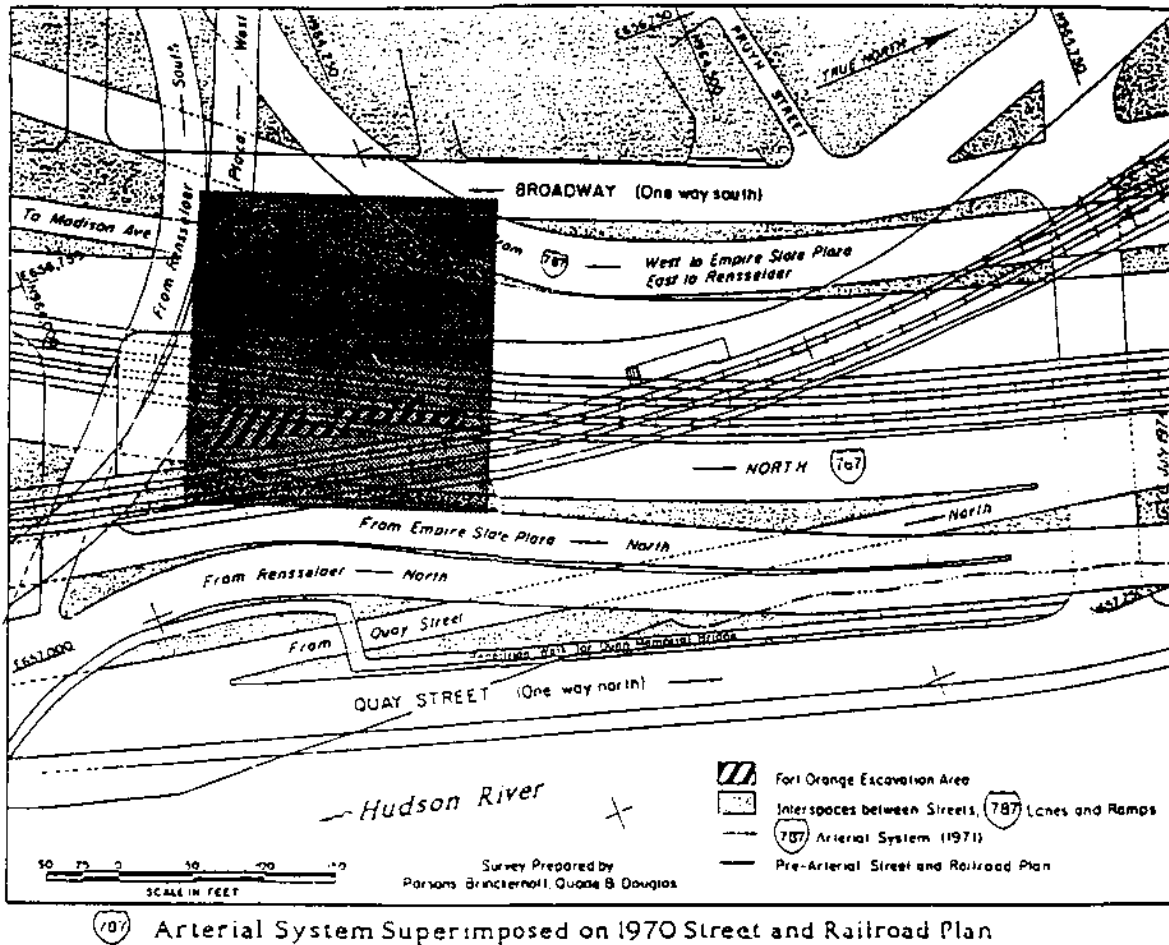 South
Place — West
PRUTH STREET
TRUE NORTH
BROADWAY (One way south)
To Madison Ave
From Rensselaer
From 787
West to Empire State Plaza
East to Rensselaer
NORTH 787
North
From Empire State Plaza — North
From Rensselaer — North
From Quay Street
E657,000
QUAY STREET (One way north)
Hudson River
Fort Orange Excavation Area
Interspaces between Streets, 787 Lanes and Ramps
787 Arterial System (1971)
Pre-Arterial Street and Railroad Plan
SCALE IN FEET
Survey Prepared by
Parsons, Brinckerhoff, Quade & Douglas
787 Arterial System Superimposed on 1970 Street and Railroad Plan